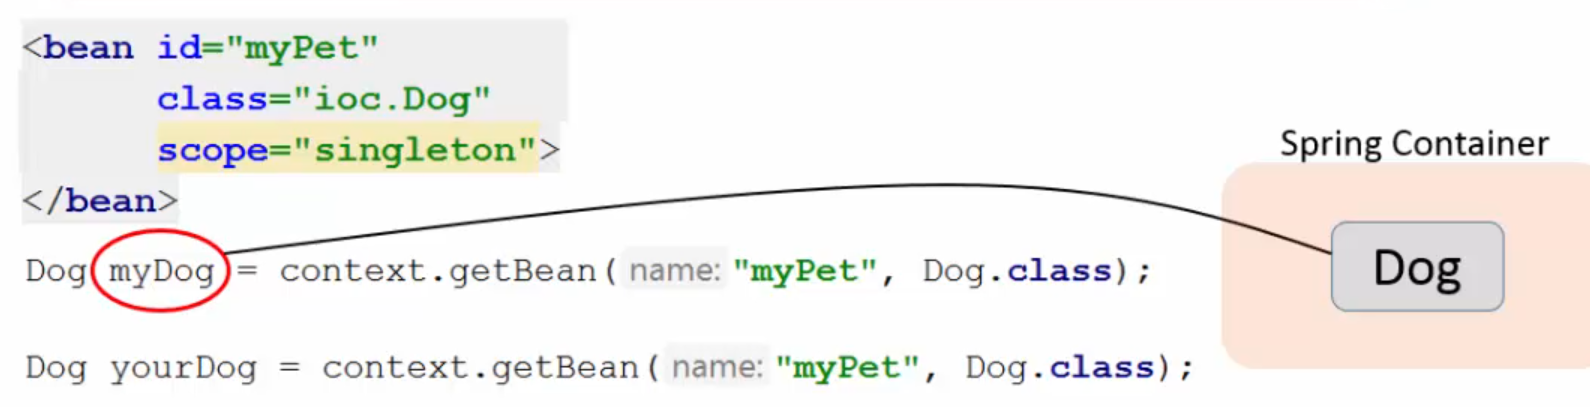 <bean id="myPet"
class="ioc.Dog"
scope="singleton">
</bean>
Spring Container
Dog
Dog myDog = context.getBean( name: "myPet", Dog.class);
Dog yourDog = context.getBean( name: "myPet", Dog.class);